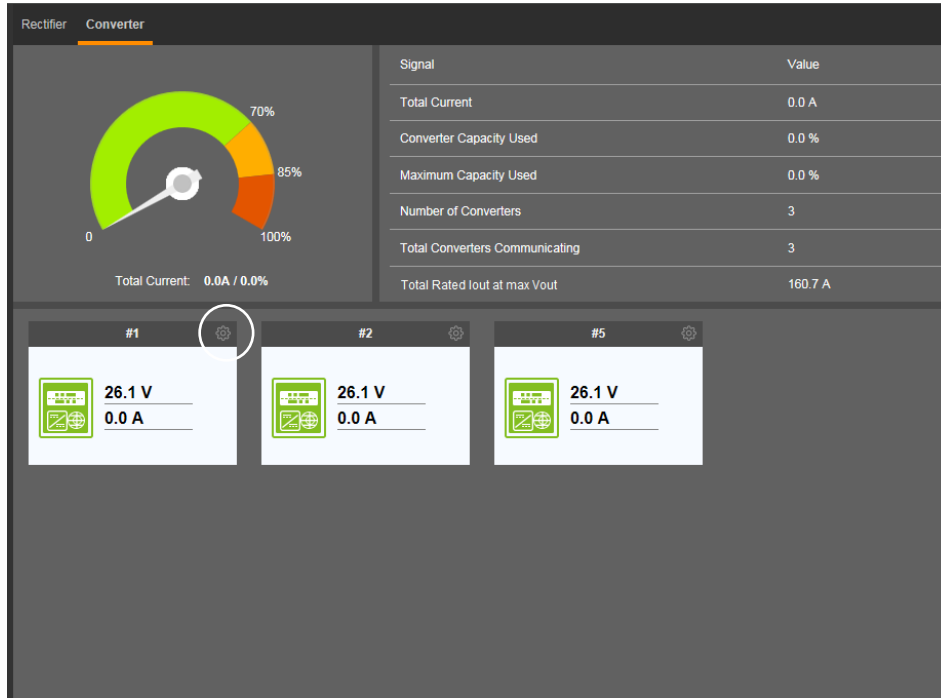 Rectifier Converter
Signal Value
70%
85%
0
100%
Total Current: 0.0A / 0.0%
Total Current 0.0 A
Converter Capacity Used 0.0 %
Maximum Capacity Used 0.0 %
Number of Converters 3
Total Converters Communicating 3
Total Rated Iout at max Vout 160.7 A
#1
26.1 V
0.0 A
#2
26.1 V
0.0 A
#5
26.1 V
0.0 A